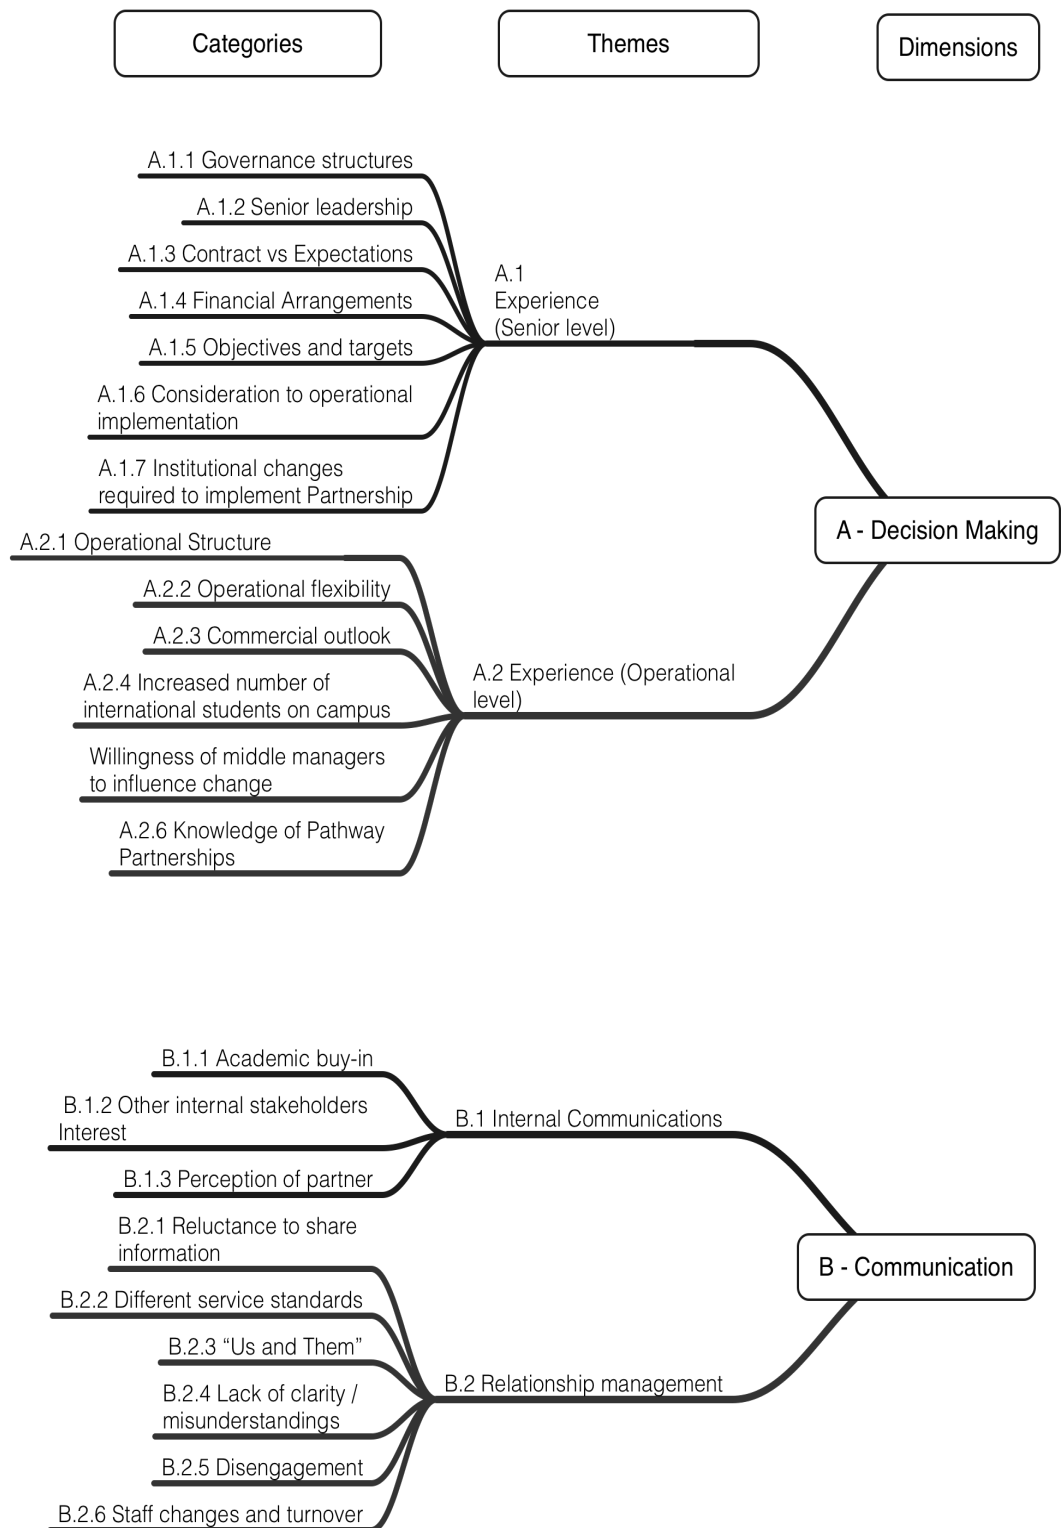 Categories
Themes
Dimensions
A.1.1 Governance structures
A.1.2 Senior leadership
A.1.3 Contract vs Expectations
A.1.4 Financial Arrangements
A.1.5 Objectives and targets
A.1.6 Consideration to operational
implementation
A.1.7 Institutional changes
required to implement Partnership
A.1
Experience
(Senior level)
A - Decision Making
A.2.1 Operational Structure
A.2.2 Operational flexibility
A.2.3 Commercial outlook
A.2.4 Increased number of
international students on campus
Willingness of middle managers
to influence change
A.2.6 Knowledge of Pathway
Partnerships
A.2 Experience (Operational
level)
B.1.1 Academic buy-in
B.1.2 Other internal stakeholders
Interest
B.1.3 Perception of partner
B.1 Internal Communications
B - Communication
B.2.1 Reluctance to share
information
B.2.2 Different service standards
B.2.3 “Us and Them”
B.2.4 Lack of clarity /
misunderstandings
B.2.5 Disengagement
B.2.6 Staff changes and turnover
B.2 Relationship management